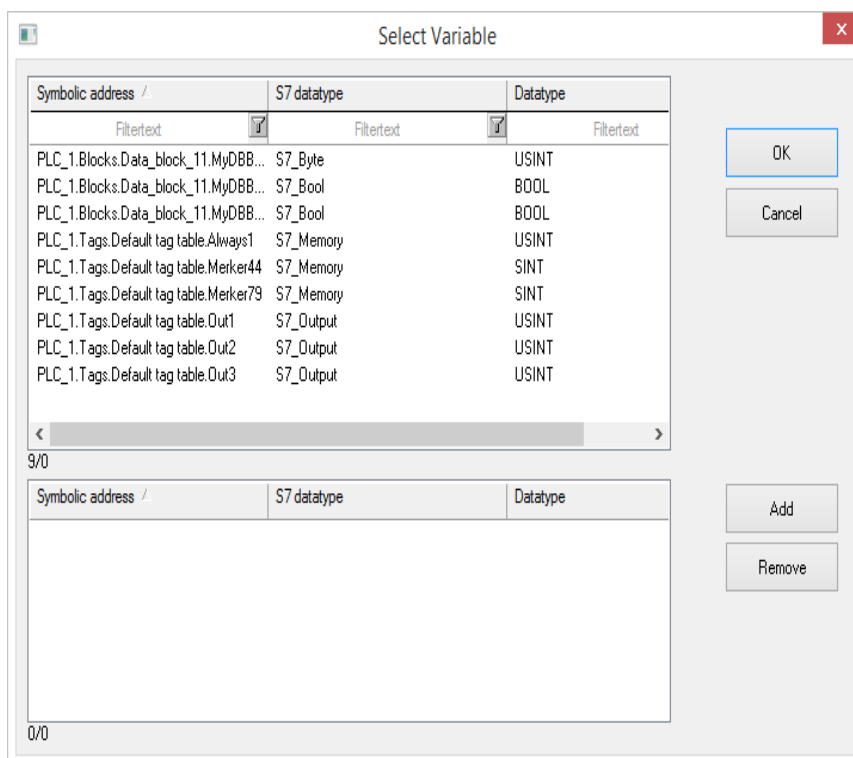 Select Variable
x
Symbolic address S7 datatype Datatype
Filtertext Filtertext Filtertext
PLC_1.Blocks.Data_block_11.MyDBB... S7_Byte USINT
PLC_1.Blocks.Data_block_11.MyDBB... S7_Bool BOOL
PLC_1.Blocks.Data_block_11.MyDBB... S7_Bool BOOL
PLC_1.Tags.Default tag table.Always1 S7_Memory USINT
PLC_1.Tags.Default tag table.Merker44 S7_Memory SINT
PLC_1.Tags.Default tag table.Merker79 S7_Memory SINT
PLC_1.Tags.Default tag table.Out1 S7_Output USINT
PLC_1.Tags.Default tag table.Out2 S7_Output USINT
PLC_1.Tags.Default tag table.Out3 S7_Output USINT
9/0
OK
Cancel
Symbolic address S7 datatype Datatype
0/0
Add
Remove